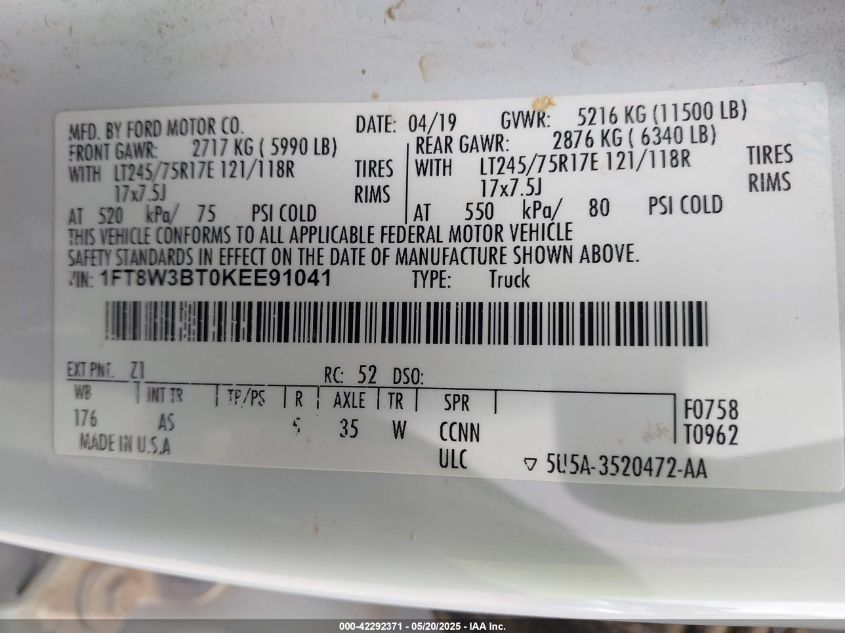 MFD. BY FORD MOTOR CO. DATE: 04/19 GVWR: 5216 KG (11500 LB)
FRONT GAWR: 2717 KG (5990 LB) REAR GAWR: 2876 KG (6340 LB)
WITH LT245/75R17E 121/118R TIRES WITH LT245/75R17E 121/118R TIRES
17x7.5J RIMS 17x7.5J RIMS
AT 520 kPa/ 75 PSI COLD AT 550 kPa/ 80 PSI COLD
THIS VEHICLE CONFORMS TO ALL APPLICABLE FEDERAL MOTOR VEHICLE
SAFETY STANDARDS IN EFFECT ON THE DATE OF MANUFACTURE SHOWN ABOVE.
VIN: 1FT8W3BT0KEE91041 TYPE: Truck
EXT PNT: Z1 RC: 52 DSO:
WB INT TR TP/PS R AXLE TR SPR F0758
176 AS 5 35 W CCNN T0962
MADE IN U.S.A ULC 5U5A-3520472-AA
000-42292371 - 05/20/2025 - IAA Inc.